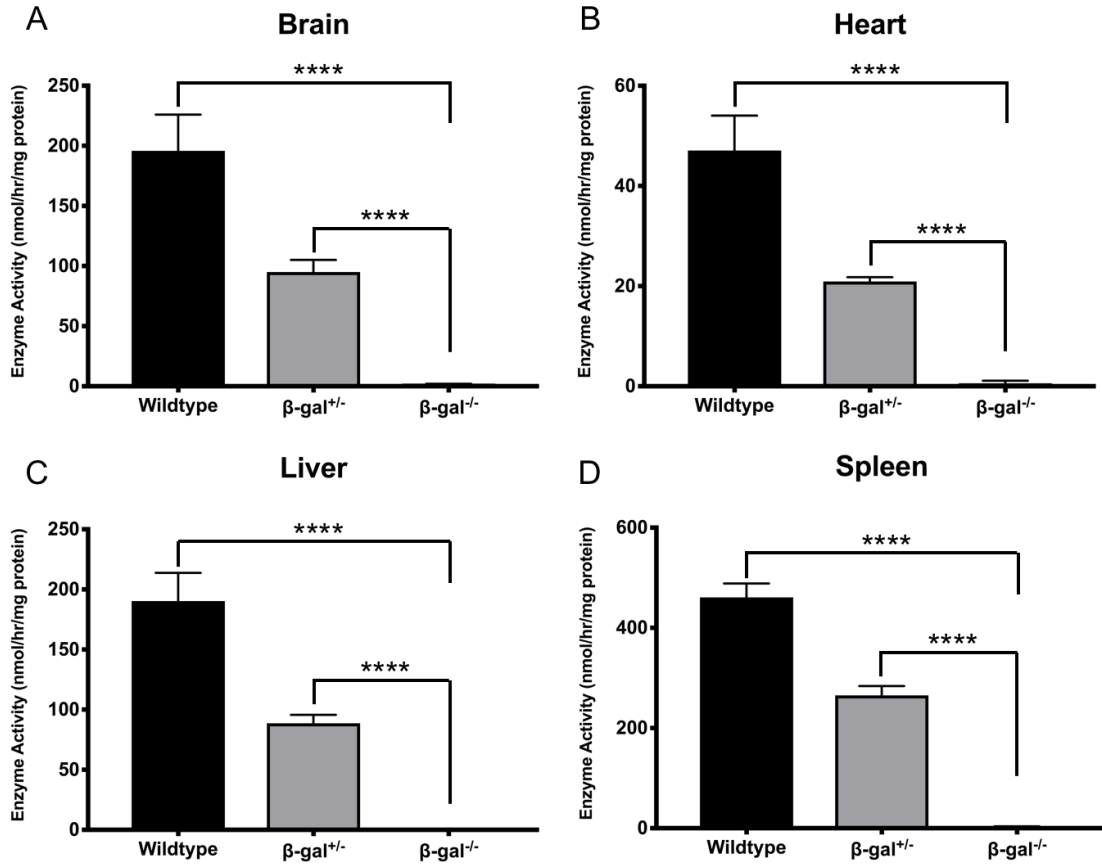 A
Brain
Enzyme Activity (nmol/hr/mg protein)
250
200
150
100
50
0
****
****
Wildtype
β-gal+/-
β-gal-/-
B
Heart
Enzyme Activity (nmol/hr/mg protein)
60
40
20
0
****
****
Wildtype
β-gal+/-
β-gal-/-
C
Liver
Enzyme Activity (nmol/hr/mg protein)
250
200
150
100
50
0
****
****
Wildtype
β-gal+/-
β-gal-/-
D
Spleen
Enzyme Activity (nmol/hr/mg protein)
600
400
200
0
****
****
Wildtype
β-gal+/-
β-gal-/-